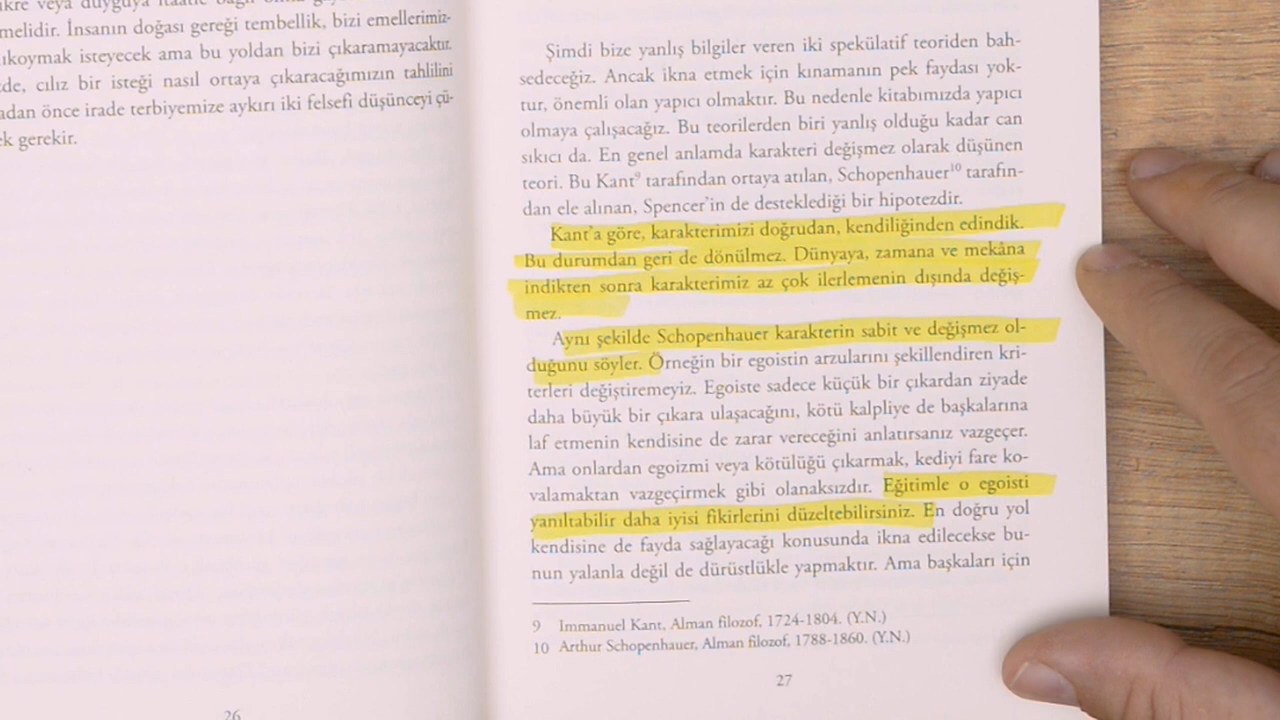 melidir. İnsanın doğası gereği tembellik, bizi emellerimiz-
ıkoymak isteyecek ama bu yoldan bizi çıkaramayacaktır.
de, cılız bir isteği nasıl ortaya çıkaracağımızın tahlilini
adan önce irade terbiyemize aykırı iki felsefi düşünceyi çü-
ek gerekir.
26
Şimdi bize yanlış bilgiler veren iki spekülatif teoriden bah-
sedeceğiz. Ancak ikna etmek için kınamanın pek faydası yok-
tur, önemli olan yapıcı olmaktır. Bu nedenle kitabımızda yapıcı
olmaya çalışacağız. Bu teorilerden biri yanlış olduğu kadar can
sıkıcı da. En genel anlamda karakteri değişmez olarak düşünen
teori. Bu Kant⁹ tarafından ortaya atılan, Schopenhauer¹⁰ tarafın-
dan ele alınan, Spencer'in de desteklediği bir hipotezdir.
Kant'a göre, karakterimizi doğrudan, kendiliğinden edindik.
Bu durumdan geri de dönülmez. Dünyaya, zamana ve mekâna
indikten sonra karakterimiz az çok ilerlemenin dışında değiş-
mez.
Aynı şekilde Schopenhauer karakterin sabit ve değişmez ol-
duğunu söyler. Örneğin bir egoistin arzularını şekillendiren kri-
terleri değiştiremeyiz. Egoiste sadece küçük bir çıkardan ziyade
daha büyük bir çıkara ulaşacağını, kötü kalpliye de başkalarına
laf etmenin kendisine de zarar vereceğini anlatırsanız vazgeçer.
Ama onlardan egoizmi veya kötülüğü çıkarmak, kediyi fare ko-
valamaktan vazgeçirmek gibi olanaksızdır. Eğitimle o egoisti
yanıltabilir daha iyisi fikirlerini düzeltebilirsiniz. En doğru yol
kendisine de fayda sağlayacağı konusunda ikna edilecekse bu-
nun yalanla değil de dürüstlükle yapmaktır. Ama başkaları için
9 Immanuel Kant, Alman filozof, 1724-1804. (Y.N.)
10 Arthur Schopenhauer, Alman filozof, 1788-1860. (Y.N.)
27